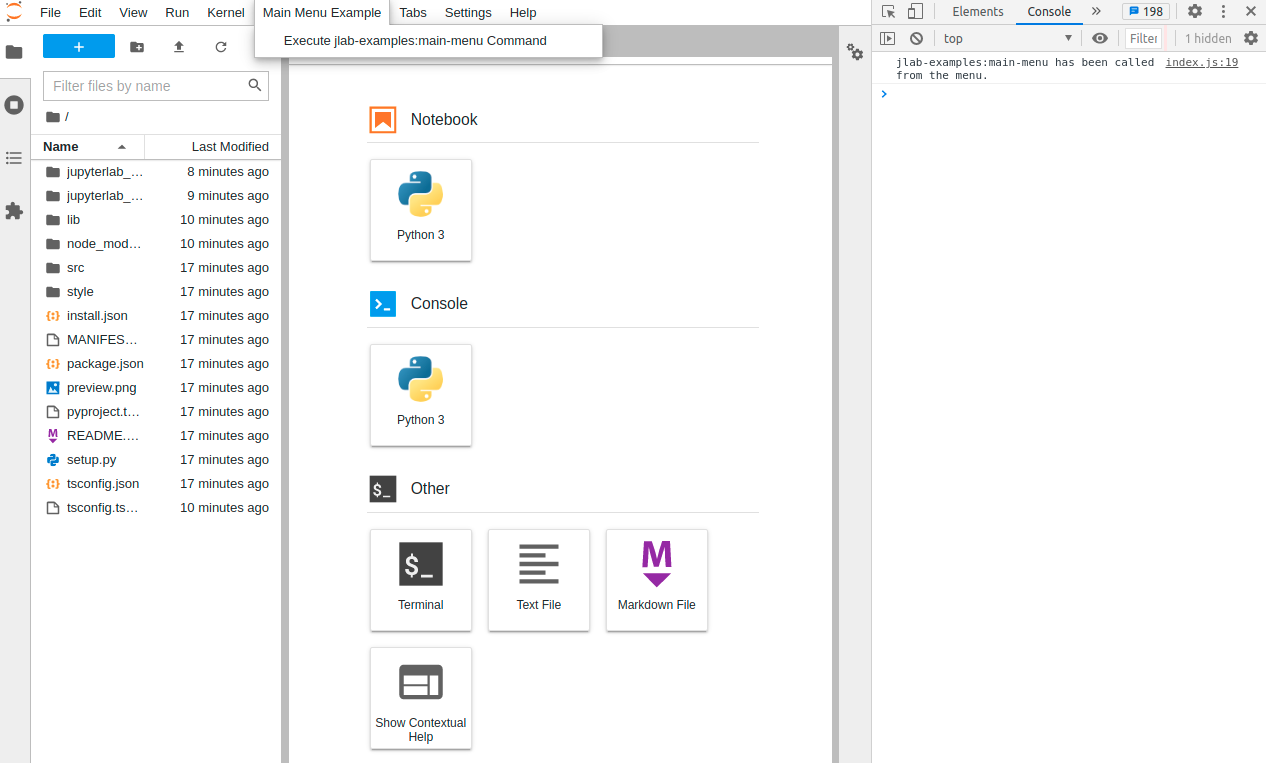 File Edit View Run Kernel Main Menu Example Tabs Settings Help
Execute jlab-examples:main-menu Command
+
Filter files by name
/
Name Last Modified
jupyterlab_… 8 minutes ago
jupyterlab_… 9 minutes ago
lib 10 minutes ago
node_mod… 10 minutes ago
src 17 minutes ago
style 17 minutes ago
install.json 17 minutes ago
MANIFES… 17 minutes ago
package.json 17 minutes ago
preview.png 17 minutes ago
pyproject.t… 17 minutes ago
README.… 17 minutes ago
setup.py 17 minutes ago
tsconfig.json 17 minutes ago
tsconfig.ts… 10 minutes ago
Notebook
Python 3
Console
Python 3
$_ Other
$_
Terminal
Text File
M
Markdown File
Show Contextual
Help
Elements Console » 198
top Filter 1 hidden
jlab-examples:main-menu has been called index.js:19
from the menu.